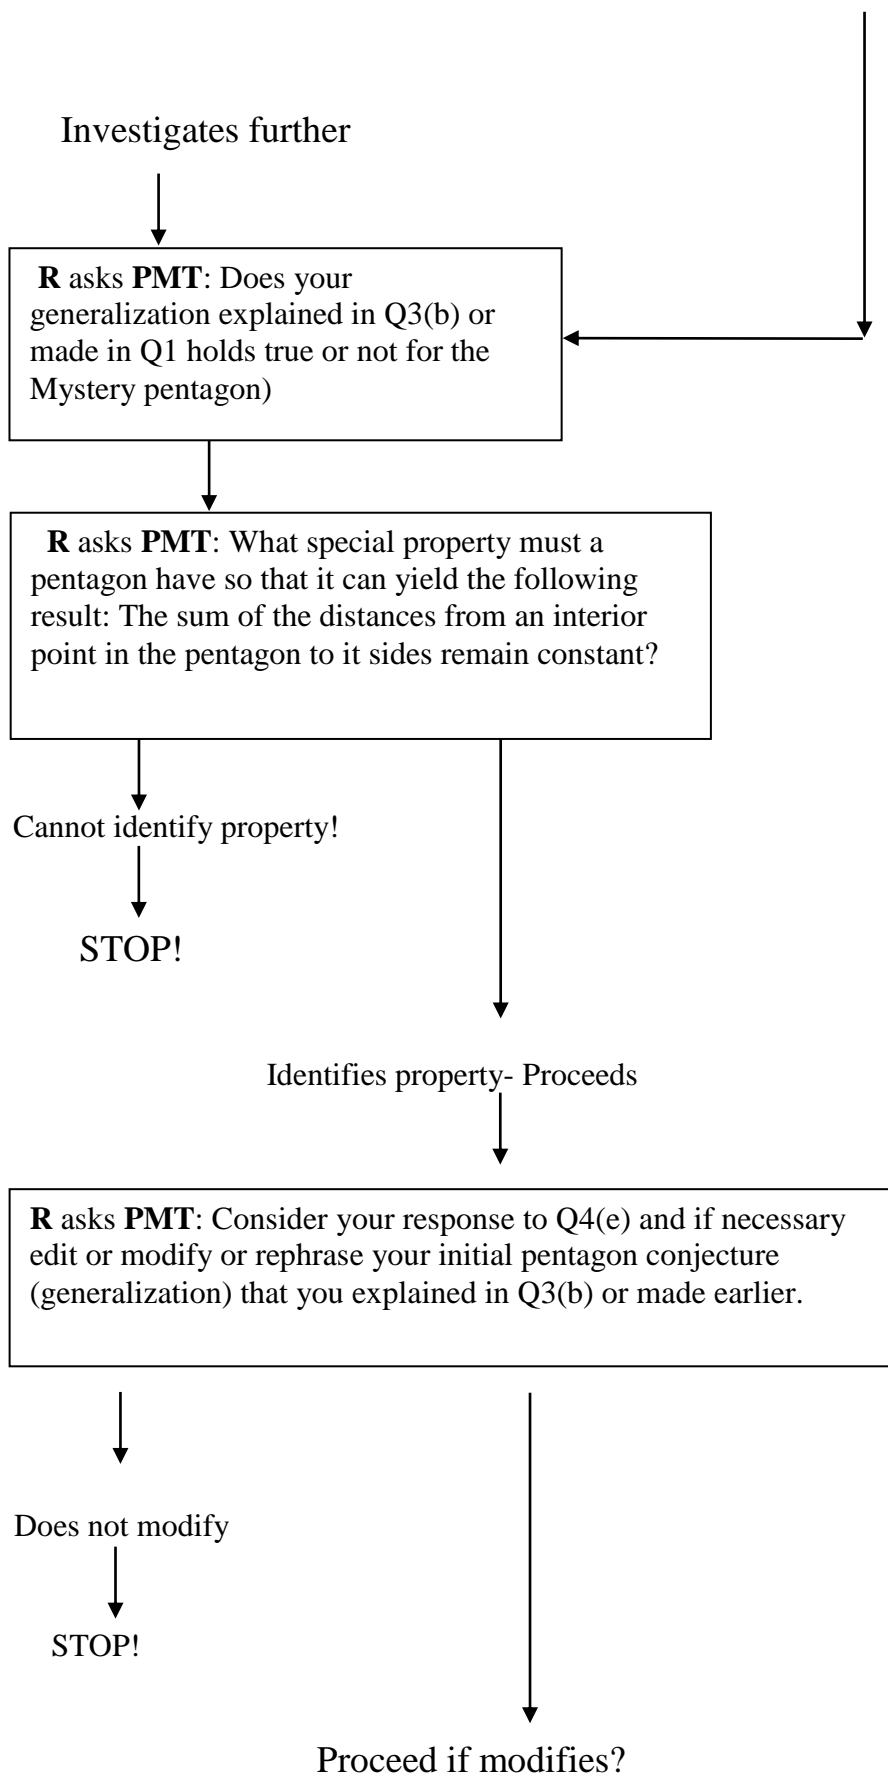 Investigates further
R asks PMT: Does your
generalization explained in Q3(b) or
made in Q1 holds true or not for the
Mystery pentagon)
R asks PMT: What special property must a
pentagon have so that it can yield the following
result: The sum of the distances from an interior
point in the pentagon to it sides remain constant?
Cannot identify property!
STOP!
Identifies property- Proceeds
R asks PMT: Consider your response to Q4(e) and if necessary
edit or modify or rephrase your initial pentagon conjecture
(generalization) that you explained in Q3(b) or made earlier.
Does not modify
STOP!
Proceed if modifies?